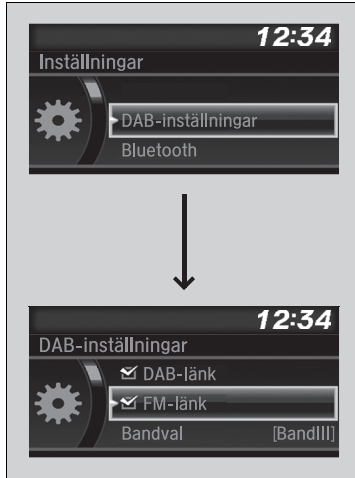 12:34
Inställningar
DAB-inställningar
Bluetooth
12:34
DAB-inställningar
DAB-länk
FM-länk
Bandval [BandIII]